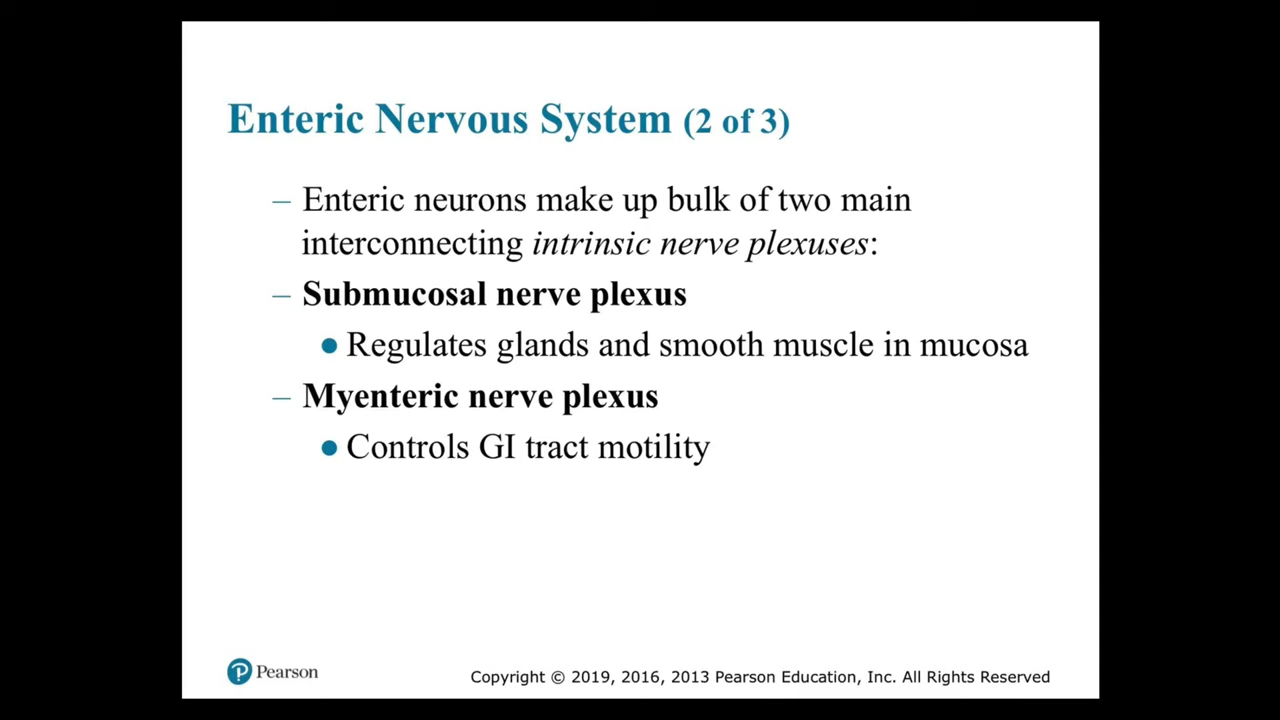 Enteric Nervous System (2 of 3)
– Enteric neurons make up bulk of two main
interconnecting intrinsic nerve plexuses:
– Submucosal nerve plexus
● Regulates glands and smooth muscle in mucosa
– Myenteric nerve plexus
● Controls GI tract motility
P Pearson
Copyright © 2019, 2016, 2013 Pearson Education, Inc. All Rights Reserved